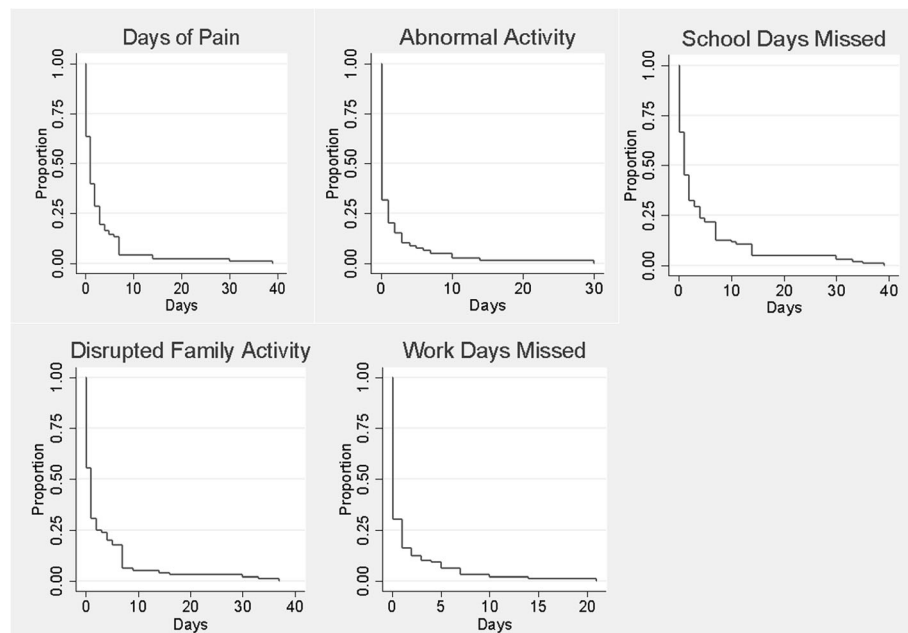 Days of Pain
Proportion
1.00
0.75
0.50
0.25
0.00
0 10 20 30 40
Days
Abnormal Activity
Proportion
1.00
0.75
0.50
0.25
0.00
0 10 20 30
Days
School Days Missed
Proportion
1.00
0.75
0.50
0.25
0.00
0 10 20 30 40
Days
Disrupted Family Activity
Proportion
1.00
0.75
0.50
0.25
0.00
0 10 20 30 40
Days
Work Days Missed
Proportion
1.00
0.75
0.50
0.25
0.00
0 5 10 15 20
Days